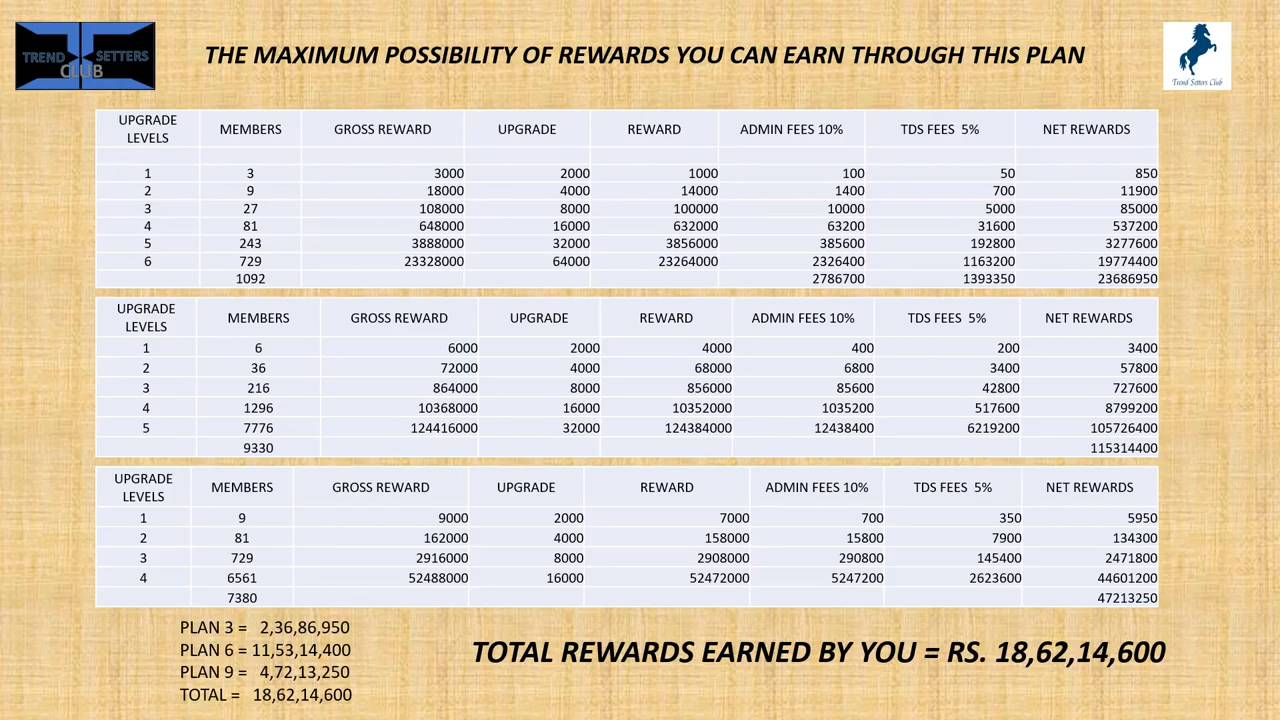 TREND SETTERS
CLUB
THE MAXIMUM POSSIBILITY OF REWARDS YOU CAN EARN THROUGH THIS PLAN
Trend Setters Club
UPGRADE LEVELS MEMBERS GROSS REWARD UPGRADE REWARD ADMIN FEES 10% TDS FEES 5% NET REWARDS
1 3 3000 2000 1000 100 50 850
2 9 18000 4000 14000 1400 700 11900
3 27 108000 8000 100000 10000 5000 85000
4 81 648000 16000 632000 63200 31600 537200
5 243 3888000 32000 3856000 385600 192800 3277600
6 729 23328000 64000 23264000 2326400 1163200 19774400
1092 2786700 1393350 23686950
UPGRADE LEVELS MEMBERS GROSS REWARD UPGRADE REWARD ADMIN FEES 10% TDS FEES 5% NET REWARDS
1 6 6000 2000 4000 400 200 3400
2 36 72000 4000 68000 6800 3400 57800
3 216 864000 8000 856000 85600 42800 727600
4 1296 10368000 16000 10352000 1035200 517600 8799200
5 7776 124416000 32000 124384000 12438400 6219200 105726400
9330 115314400
UPGRADE LEVELS MEMBERS GROSS REWARD UPGRADE REWARD ADMIN FEES 10% TDS FEES 5% NET REWARDS
1 9 9000 2000 7000 700 350 5950
2 81 162000 4000 158000 15800 7900 134300
3 729 2916000 8000 2908000 290800 145400 2471800
4 6561 52488000 16000 52472000 5247200 2623600 44601200
7380 47213250
PLAN 3 = 2,36,86,950
PLAN 6 = 11,53,14,400
PLAN 9 = 4,72,13,250
TOTAL = 18,62,14,600
TOTAL REWARDS EARNED BY YOU = RS. 18,62,14,600